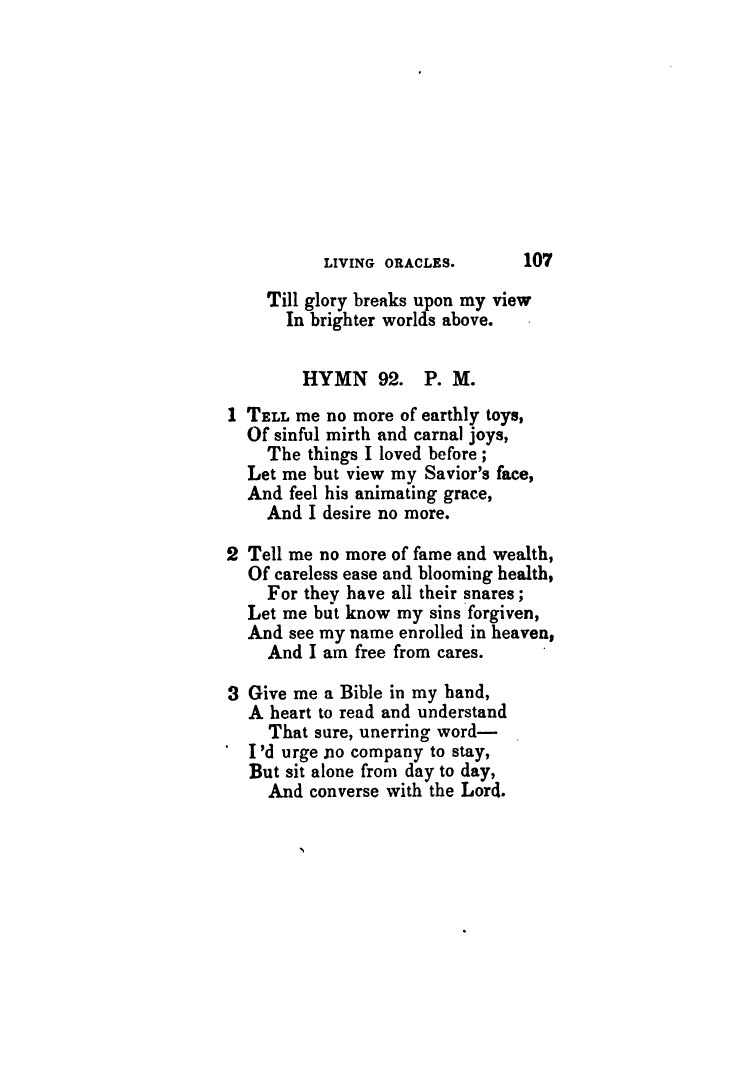 LIVING ORACLES. 107
Till glory breaks upon my view
In brighter worlds above.
HYMN 92. P. M.
1 TELL me no more of earthly toys,
Of sinful mirth and carnal joys,
The things I loved before;
Let me but view my Savior's face,
And feel his animating grace,
And I desire no more.
2 Tell me no more of fame and wealth,
Of careless ease and blooming health,
For they have all their snares;
Let me but know my sins forgiven,
And see my name enrolled in heaven,
And I am free from cares.
3 Give me a Bible in my hand,
A heart to read and understand
That sure, unerring word—
I'd urge no company to stay,
But sit alone from day to day,
And converse with the Lord.